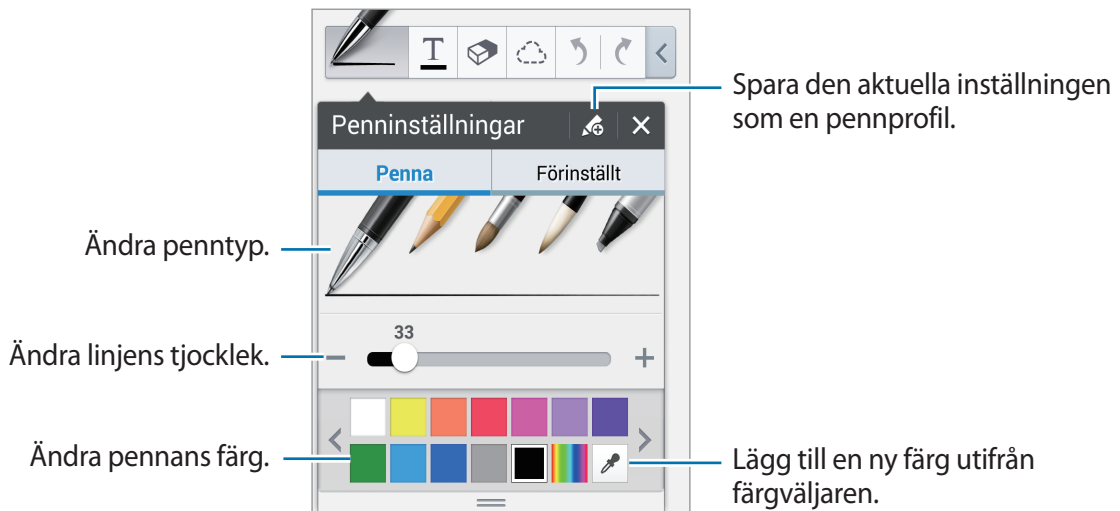 T
Spara den aktuella inställningen
som en pennprofil.
Penninställningar
Penna
Förinställt
Ändra penntyp.
33
Ändra linjens tjocklek.
Ändra pennans färg.
Lägg till en ny färg utifrån
färgväljaren.